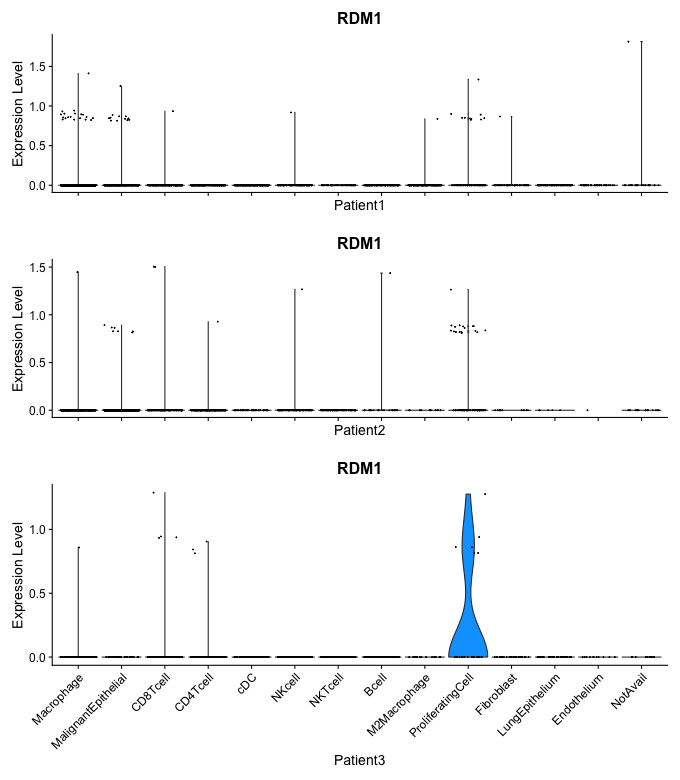 RDM1
Expression Level
1.5
1.0
0.5
0.0
Patient1
RDM1
Expression Level
1.5
1.0
0.5
0.0
Patient2
RDM1
Expression Level
1.0
0.5
0.0
Macrophage
MalignantEpithelial
CD8Tcell
CD4Tcell
cDC
NKcell
NKTcell
Bcell
M2Macrophage
ProliferatingCell
Fibroblast
LungEpithelium
Endothelium
NotAvail
Patient3